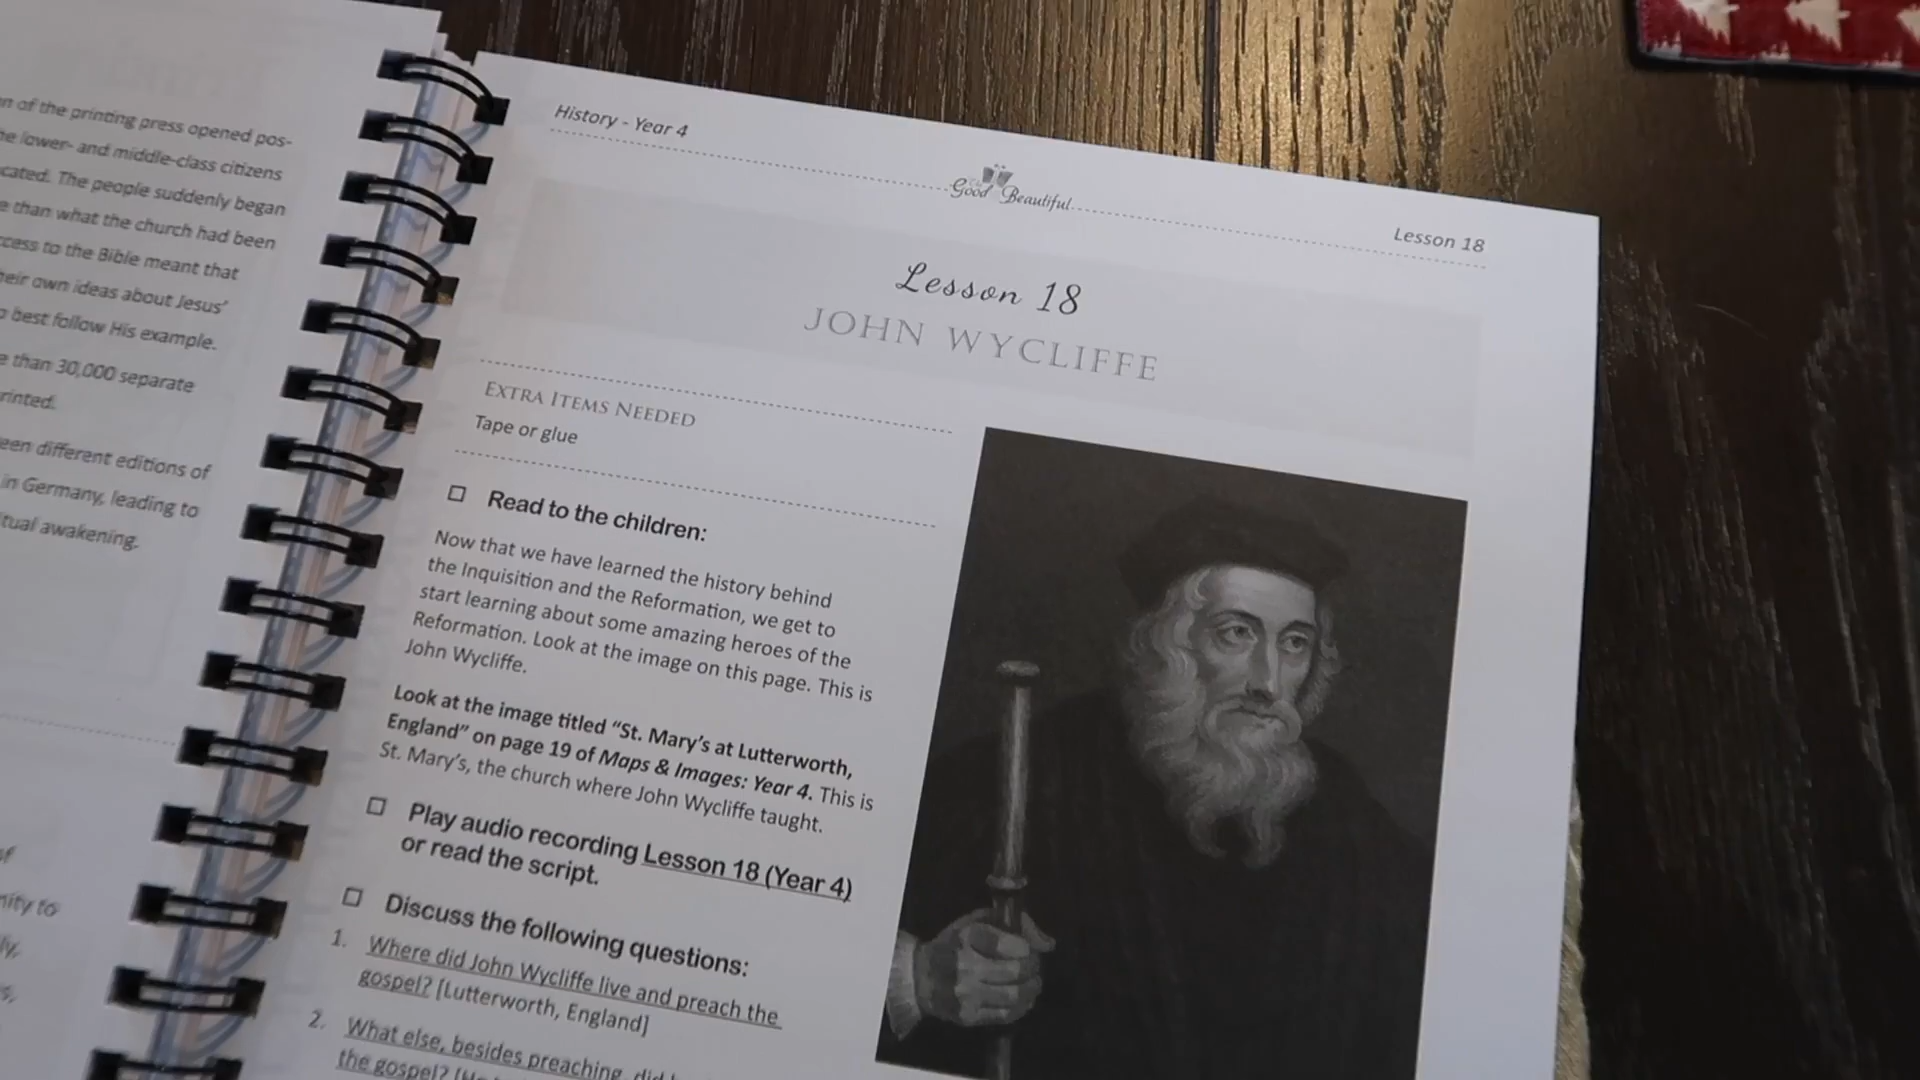 of the printing press opened pos-
lower- and middle-class citizens
The people suddenly began
than what the church had been
to the Bible meant that
own ideas about Jesus'
best follow His example.
than 30,000 separate
different editions of
in Germany, leading to
awakening.
to
History - Year 4
Good Beautiful
Lesson 18
Lesson 18
JOHN WYCLIFFE
EXTRA ITEMS NEEDED
Tape or glue
Read to the children:
Now that we have learned the history behind
the Inquisition and the Reformation, we get to
start learning about some amazing heroes of the
Reformation. Look at the image on this page. This is
John Wycliffe.
Look at the image titled "St. Mary's at Lutterworth,
England" on page 19 of Maps & Images: Year 4. This is
St. Mary's, the church where John Wycliffe taught.
Play audio recording Lesson 18 (Year 4)
or read the script.
Discuss the following questions:
1. Where did John Wycliffe live and preach the
gospel? [Lutterworth, England]
2. What else, besides preaching, did
the gospel?